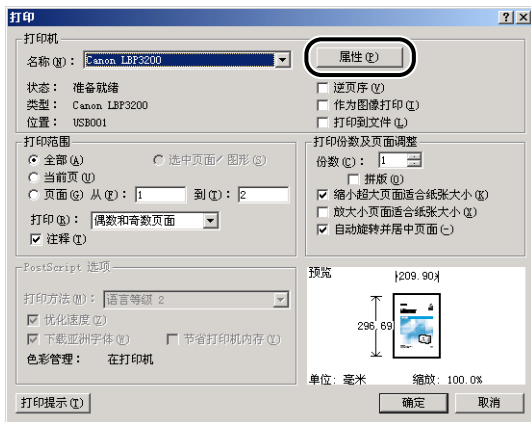 打印
打印机
名称(N)： Canon LBP3200
属性(P)
状态： 准备就绪
类型： Canon LBP3200
位置： USB001
逆页序(V)
作为图像打印(I)
打印到文件(L)
打印范围
全部(A)
选中页面/图形(S)
当前页(U)
页面(G) 从(F)： 1 到(T)： 2
打印(R)： 偶数和奇数页面
注释(T)
打印份数及页面调整
份数(C)： 1
拼版(O)
缩小超大页面适合纸张大小(K)
放大小页面适合纸张大小(X)
自动旋转并居中页面(-)
PostScript 选项
打印方法(M)： 语言等级 2
优化速度(Z)
下载亚洲字体(W)
节省打印机内存(Y)
色彩管理： 在打印机
预览
209.90
296.69
单位： 毫米 缩放： 100.0%
打印提示(T)
确定
取消